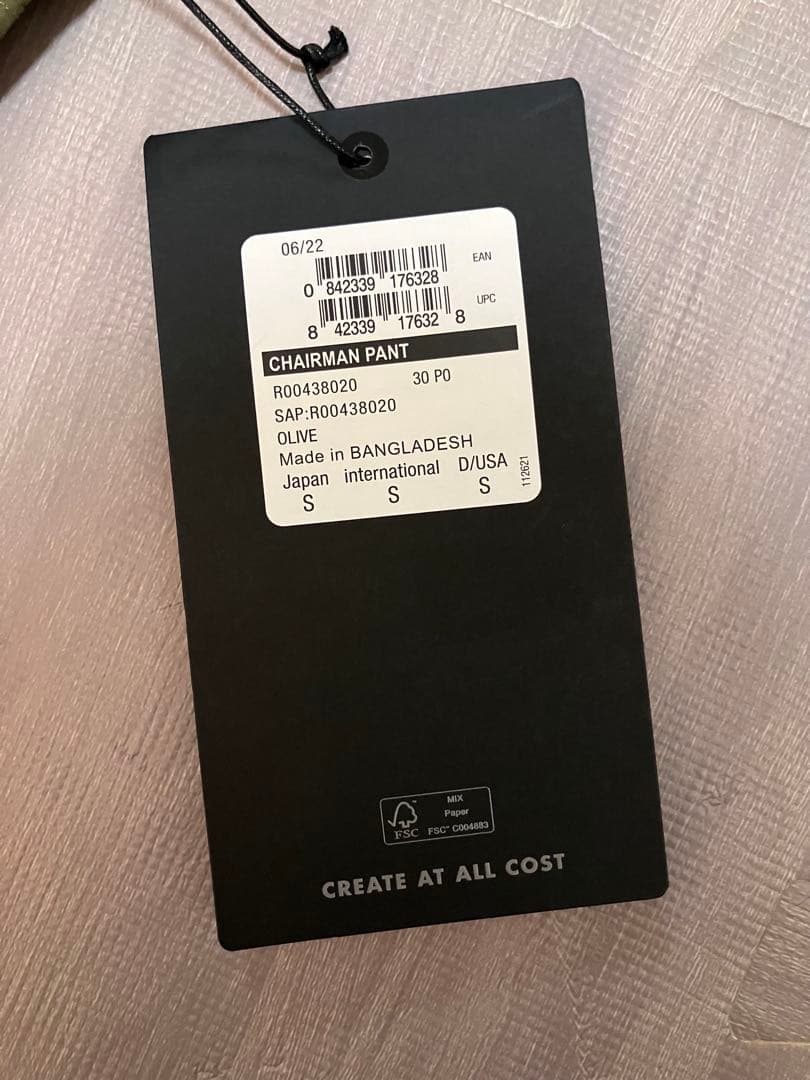 06/22
EAN
0 842339 176328
UPC
8 42339 17632 8
CHAIRMAN PANT
R00438020 30 P0
SAP:R00438020
OLIVE
Made in BANGLADESH
Japan international D/USA
S S S
112621
FSC
MIX
Paper
FSC™ C004883
CREATE AT ALL COST